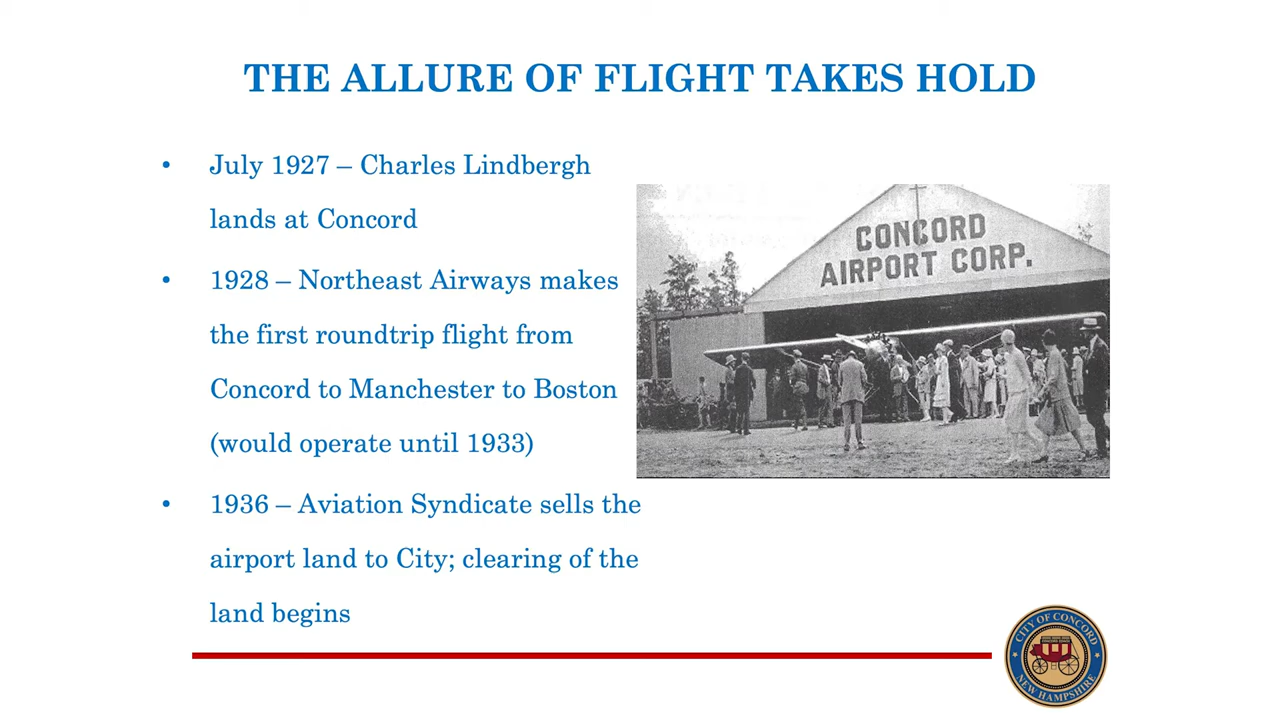 THE ALLURE OF FLIGHT TAKES HOLD
• July 1927 – Charles Lindbergh
lands at Concord
• 1928 – Northeast Airways makes
the first roundtrip flight from
Concord to Manchester to Boston
(would operate until 1933)
• 1936 – Aviation Syndicate sells the
airport land to City; clearing of the
land begins
CONCORD
AIRPORT CORP.
CITY OF CONCORD
NEW HAMPSHIRE